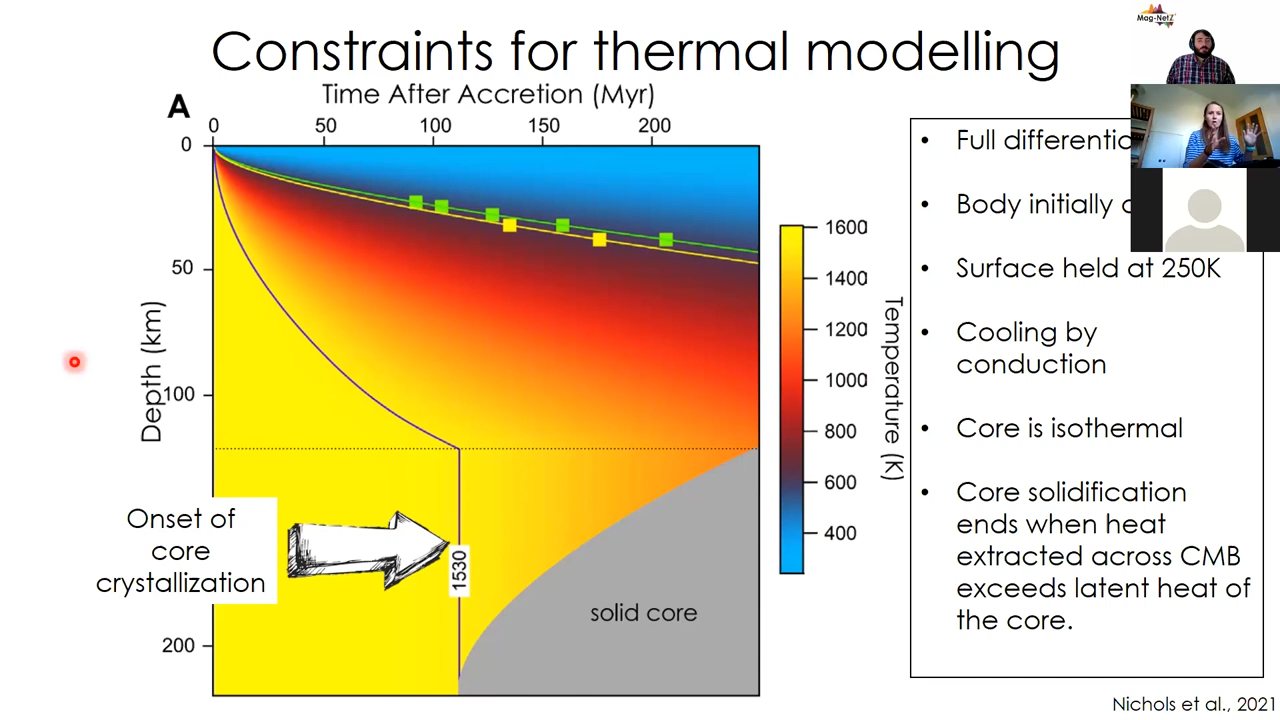 Mag-NetZ
Constraints for thermal modelling
A
Time After Accretion (Myr)
0
50
100
150
200
0
50
100
200
Depth (km)
Onset of
core
crystallization
1530
solid core
1600
1400
1200
1000
800
600
400
Temperature (K)
• Full differentia
• Body initially
• Surface held at 250K
• Cooling by
conduction
• Core is isothermal
• Core solidification
ends when heat
extracted across CMB
exceeds latent heat of
the core.
Nichols et al., 2021